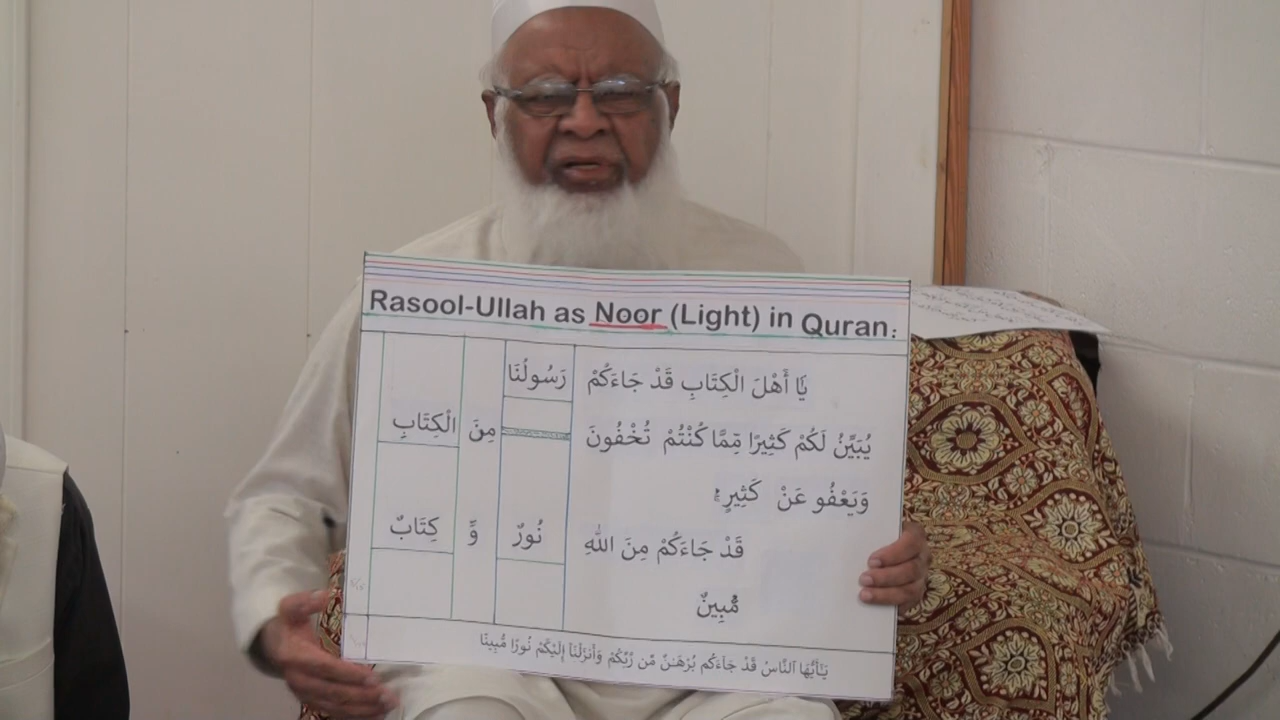 Rasool-Ullah as Noor (Light) in Quran:
يَا أَهْلَ الْكِتَابِ قَدْ جَاءَكُمْ رَسُولُنَا
يُبَيِّنُ لَكُمْ كَثِيرًا مِّمَّا كُنْتُمْ تُخْفُونَ مِنَ الْكِتَابِ
وَيَعْفُو عَنْ كَثِيرٍ ۚ
قَدْ جَاءَكُمْ مِنَ اللهِ نُورٌ وَّ كِتَابٌ
مُّبِينٌ
يَـٰٓأَيُّهَا ٱلنَّاسُ قَدْ جَآءَكُم بُرْهَـٰنٌ مِّن رَّبِّكُمْ وَأَنزَلْنَآ إِلَيْكُمْ نُورًا مُّبِينًا